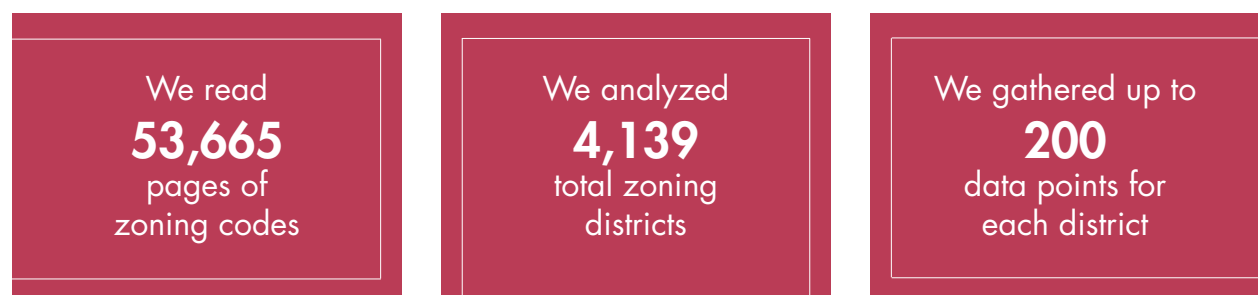 We read
53,665
pages of
zoning codes
We analyzed
4,139
total zoning
districts
We gathered up to
200
data points for
each district